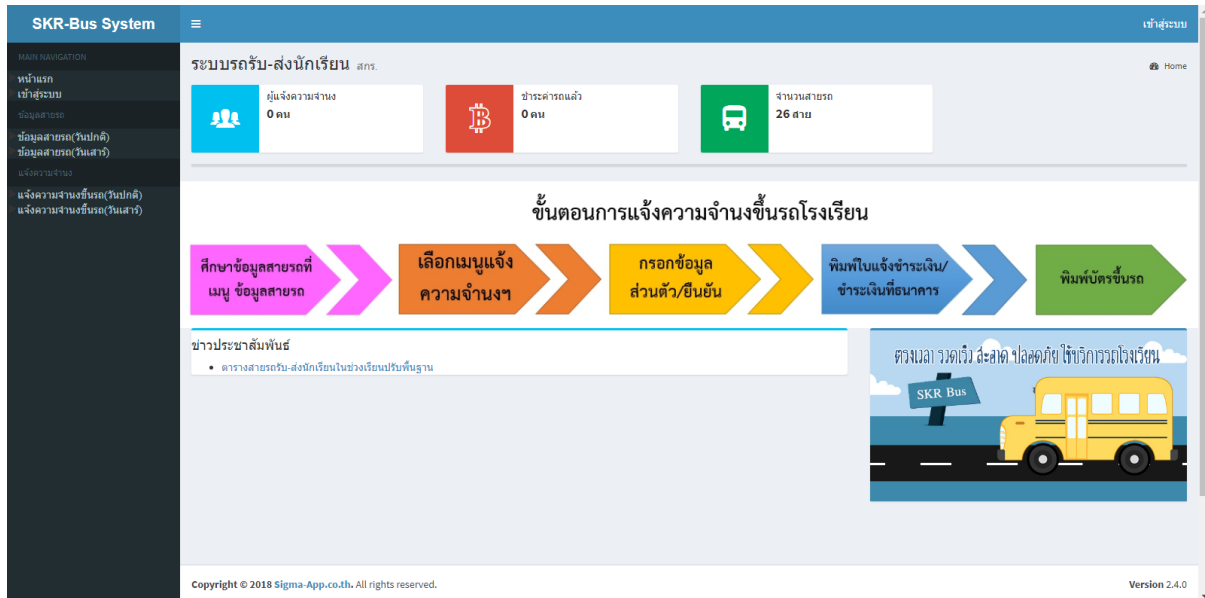 SKR-Bus System
เข้าสู่ระบบ
MAIN NAVIGATION
หน้าแรก
เข้าสู่ระบบ
ข้อมูลสายรถ
ข้อมูลสายรถ(วันปกติ)
ข้อมูลสายรถ(วันเสาร์)
แจ้งความจำนง
แจ้งความจำนงขึ้นรถ(วันปกติ)
แจ้งความจำนงขึ้นรถ(วันเสาร์)
ระบบรถรับ-ส่งนักเรียน สกร.
Home
ผู้แจ้งความจำนง
0 คน
ชำระค่ารถแล้ว
0 คน
จำนวนสายรถ
26 สาย
ขั้นตอนการแจ้งความจำนงขึ้นรถโรงเรียน
ศึกษาข้อมูลสายรถที่
เมนู ข้อมูลสายรถ
เลือกเมนูแจ้ง
ความจำนงฯ
กรอกข้อมูล
ส่วนตัว/ยืนยัน
พิมพ์ใบแจ้งชำระเงิน/
ชำระเงินที่ธนาคาร
พิมพ์บัตรขึ้นรถ
ข่าวประชาสัมพันธ์
ตารางสายรถรับ-ส่งนักเรียนในช่วงเรียนปรับพื้นฐาน
ตรงเวลา รวดเร็ว สะอาด ปลอดภัย ใช้บริการรถโรงเรียน
SKR Bus
Copyright © 2018 Sigma-App.co.th. All rights reserved.
Version 2.4.0